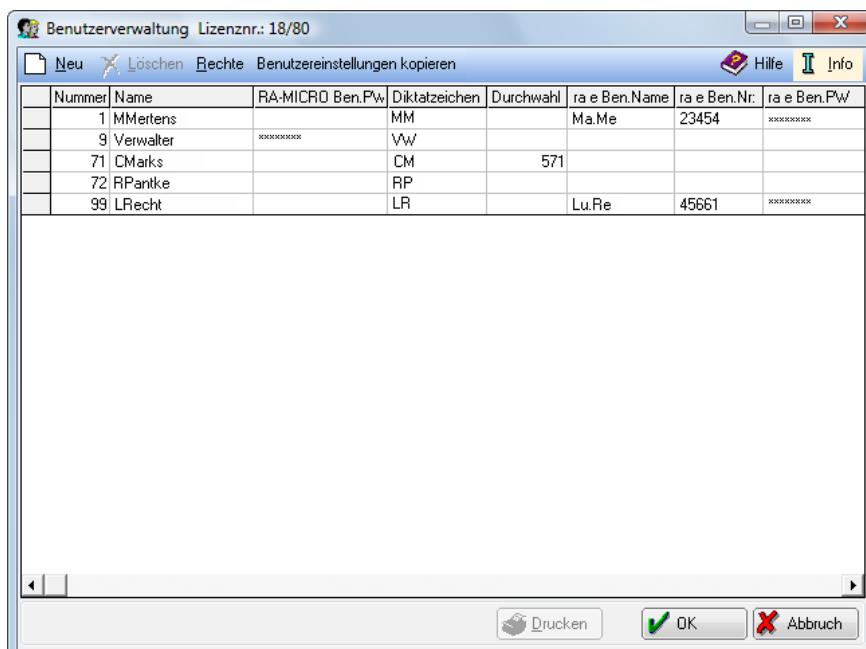 Benutzerverwaltung Lizenznr.: 18/80
Neu Löschen Rechte Benutzereinstellungen kopieren Hilfe Info
Nummer Name RA-MICRO Ben.PW Diktatzeichen Durchwahl ra e Ben.Name ra e Ben.Nr. ra e Ben.PW
1 MMertens MM Ma.Me 23454 ********
9 Verwalter ******** VW
71 CMarks CM 571
72 RPantke RP
99 LRecht LR Lu.Re 45661 ********
Drucken OK Abbruch